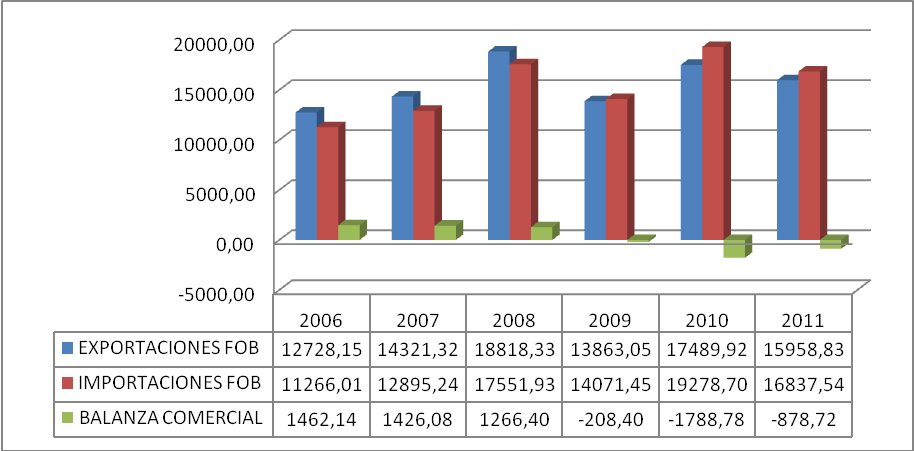 20000,00
15000,00
10000,00
5000,00
0,00
-5000,00
2006 2007 2008 2009 2010 2011
EXPORTACIONES FOB 12728,15 14321,32 18818,33 13863,05 17489,92 15958,83
IMPORTACIONES FOB 11266,01 12895,24 17551,93 14071,45 19278,70 16837,54
BALANZA COMERCIAL 1462,14 1426,08 1266,40 -208,40 -1788,78 -878,72